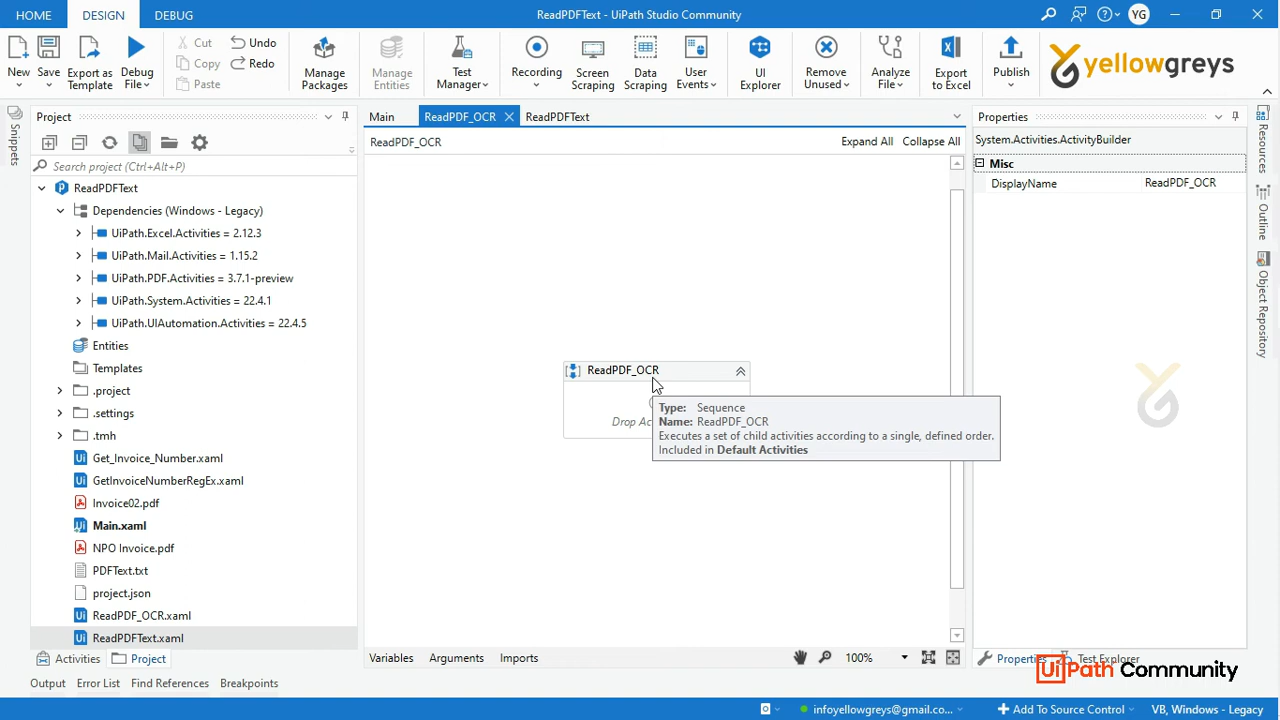 HOME
DESIGN
DEBUG
ReadPDFText - UiPath Studio Community
YG
New
Save
Export as
Template
Debug
File
Cut
Copy
Paste
Undo
Redo
Manage
Packages
Manage
Entities
Test
Manager
Recording
Screen
Scraping
Data
Scraping
User
Events
UI
Explorer
Remove
Unused
Analyze
File
Export
to Excel
Publish
yellowgreys
Snippets
Project
Search project (Ctrl+Alt+P)
ReadPDFText
Dependencies (Windows - Legacy)
UiPath.Excel.Activities = 2.12.3
UiPath.Mail.Activities = 1.15.2
UiPath.PDF.Activities = 3.7.1-preview
UiPath.System.Activities = 22.4.1
UiPath.UIAutomation.Activities = 22.4.5
Entities
Templates
.project
.settings
.tmh
Get_Invoice_Number.xaml
GetInvoiceNumberRegEx.xaml
Invoice02.pdf
Main.xaml
NPO Invoice.pdf
PDFText.txt
project.json
ReadPDF_OCR.xaml
ReadPDFText.xaml
Activities
Project
Main
ReadPDF_OCR
ReadPDFText
ReadPDF_OCR
Expand All
Collapse All
ReadPDF_OCR
Drop Ac
Type: Sequence
Name: ReadPDF_OCR
Executes a set of child activities according to a single, defined order.
Included in Default Activities
Variables
Arguments
Imports
100%
Properties
System.Activities.ActivityBuilder
Misc
DisplayName
ReadPDF_OCR
Resources
Outline
Object Repository
Properties
Test Explorer
UiPath Community
Output
Error List
Find References
Breakpoints
infoyellowgreys@gmail.co...
Add To Source Control
VB, Windows - Legacy